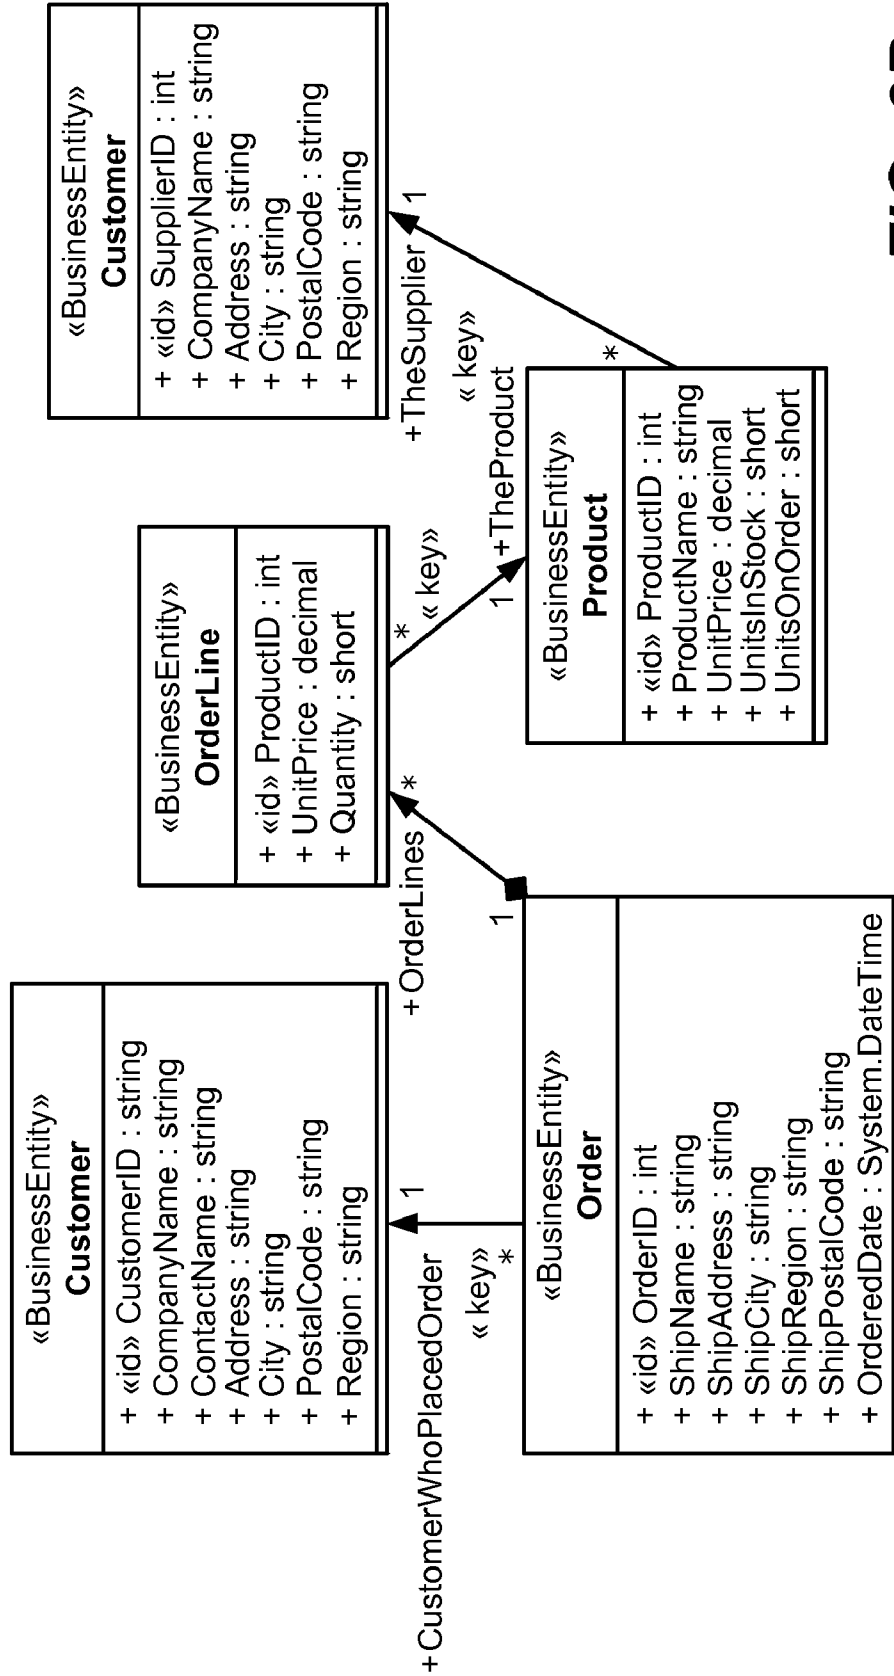 «BusinessEntity»
Customer
+ «id» CustomerID : string
+ CompanyName : string
+ ContactName : string
+ Address : string
+ City : string
+ PostalCode : string
+ Region : string
«BusinessEntity»
OrderLine
+ «id» ProductID : int
+ UnitPrice : decimal
+ Quantity : short
«BusinessEntity»
Customer
+ «id» SupplierID : int
+ CompanyName : string
+ Address : string
+ City : string
+ PostalCode : string
+ Region : string
+CustomerWhoPlacedOrder
1
« key»
*
+OrderLines
*
1
*
« key»
1
+TheProduct
+TheSupplier
1
« key»
*
«BusinessEntity»
Order
+ «id» OrderID : int
+ ShipName : string
+ ShipAddress : string
+ ShipCity : string
+ ShipRegion : string
+ ShipPostalCode : string
+ OrderedDate : System.DateTime
«BusinessEntity»
Product
+ «id» ProductID : int
+ ProductName : string
+ UnitPrice : decimal
+ UnitsInStock : short
+ UnitsOnOrder : short